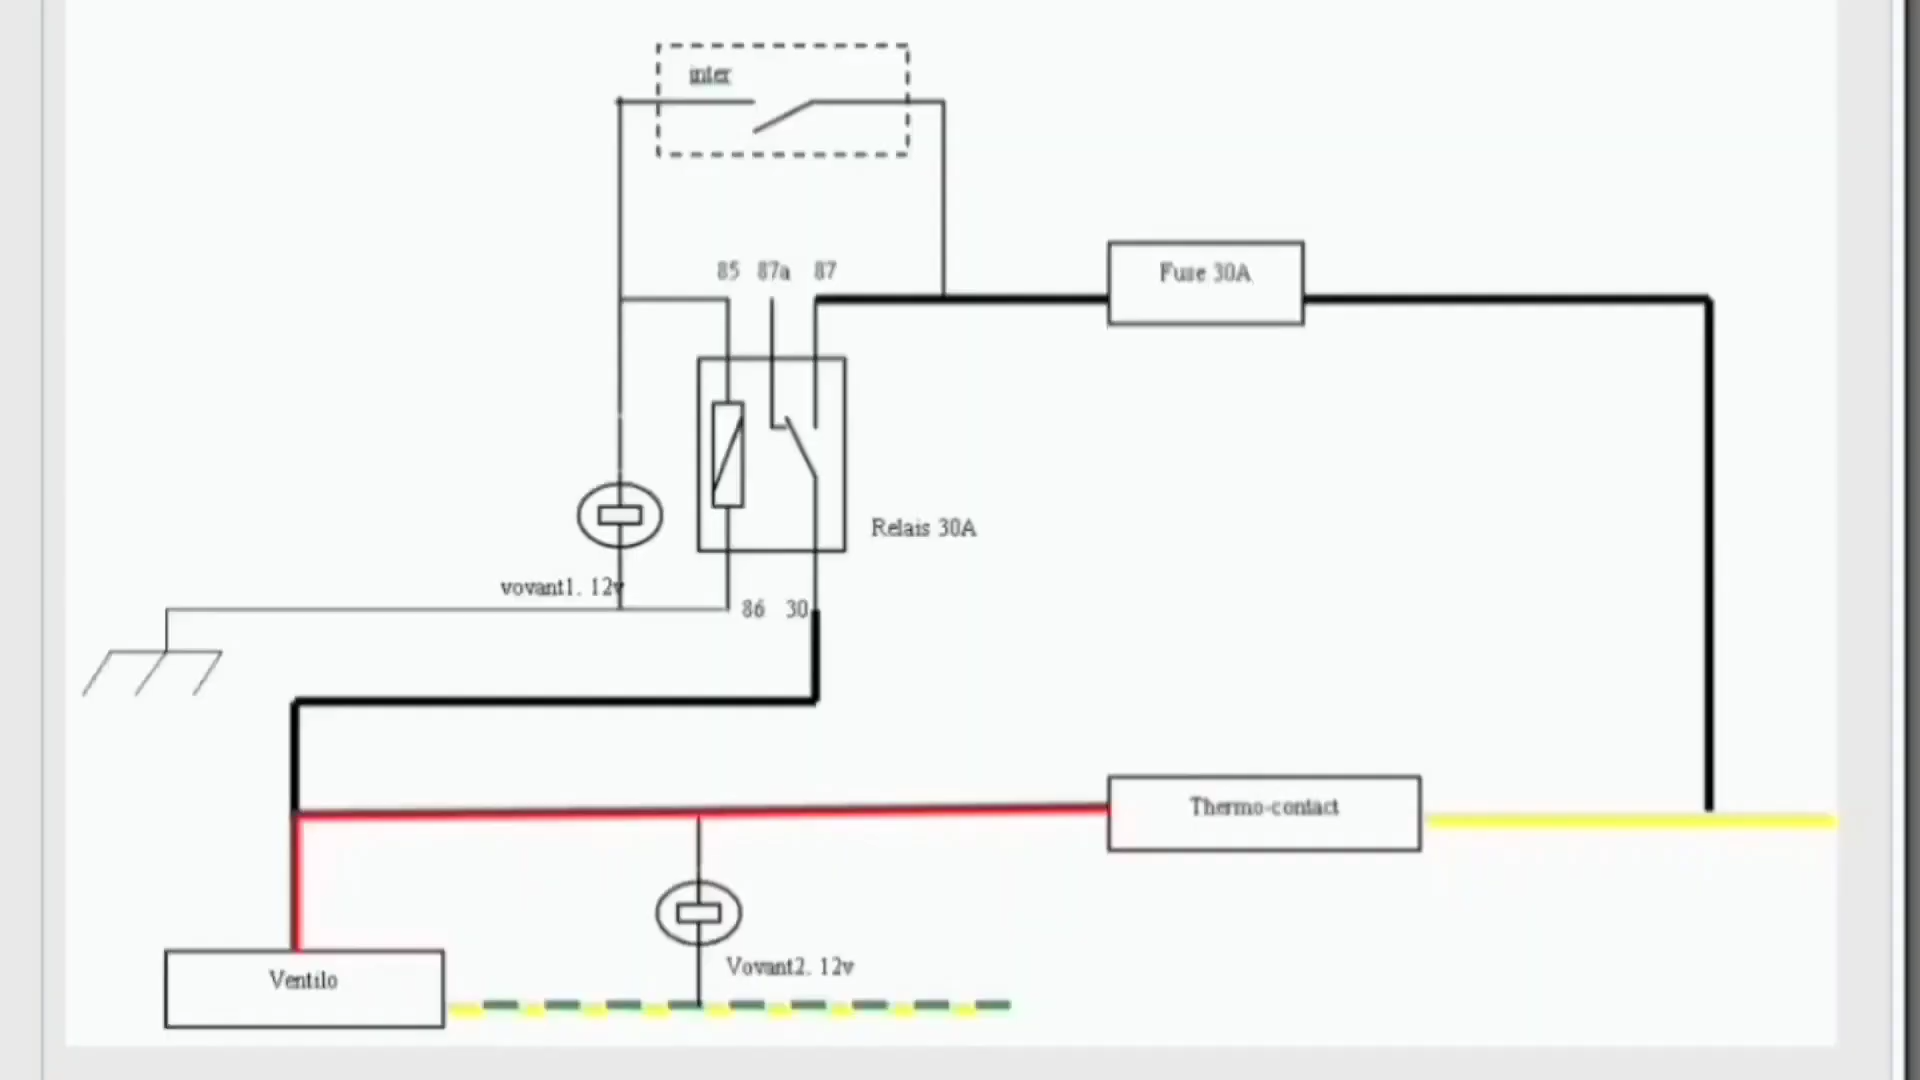 inter
85 87a 87
Fuse 30A
Relais 30A
vovant1. 12v
86 30
Thermo-contact
Vovant2. 12v
Ventilo